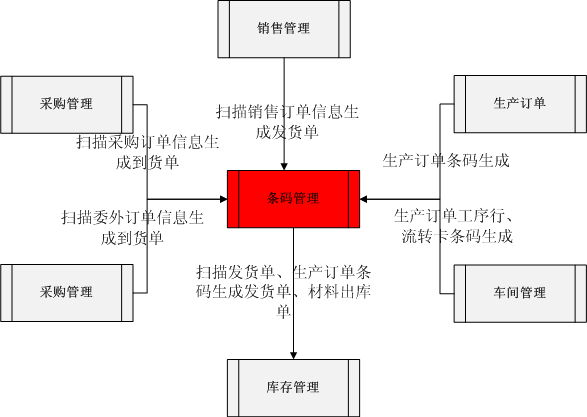 销售管理
采购管理
生产订单
扫描销售订单信息生
成发货单
扫描采购订单信息生
成到货单
生产订单条码生成
条码管理
扫描委外订单信息生
成到货单
生产订单工序行、
流转卡条码生成
扫描发货单、生产订单条
码生成发货单、材料出库
单
采购管理
车间管理
库存管理